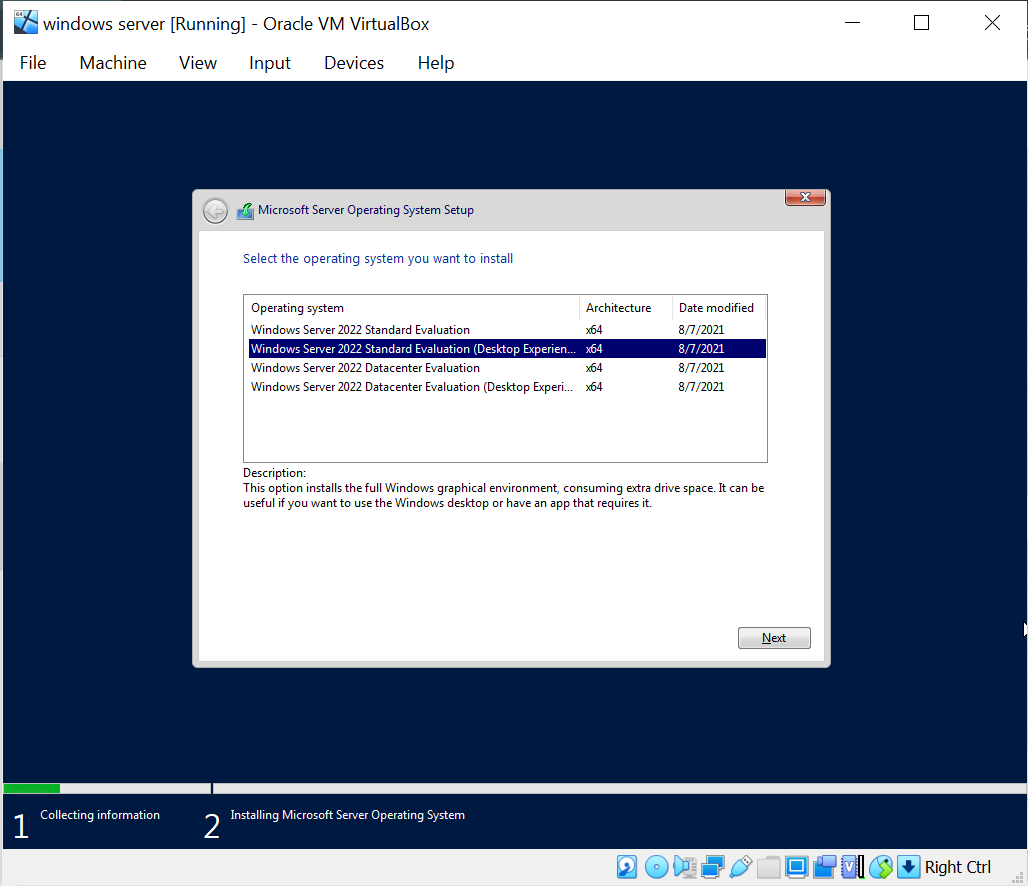 windows server [Running] - Oracle VM VirtualBox
File Machine View Input Devices Help
Microsoft Server Operating System Setup
Select the operating system you want to install
Operating system Architecture Date modified
Windows Server 2022 Standard Evaluation x64 8/7/2021
Windows Server 2022 Standard Evaluation (Desktop Experien... x64 8/7/2021
Windows Server 2022 Datacenter Evaluation x64 8/7/2021
Windows Server 2022 Datacenter Evaluation (Desktop Experi... x64 8/7/2021
Description:
This option installs the full Windows graphical environment, consuming extra drive space. It can be
useful if you want to use the Windows desktop or have an app that requires it.
Next
1 Collecting information 2 Installing Microsoft Server Operating System
Right Ctrl